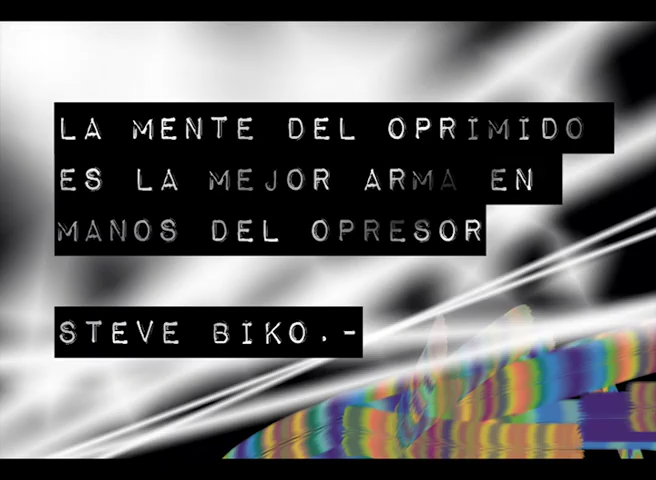 LA MENTE DEL OPRIMIDO
ES LA MEJOR ARMA EN
MANOS DEL OPRESOR
STEVE BIKO.-